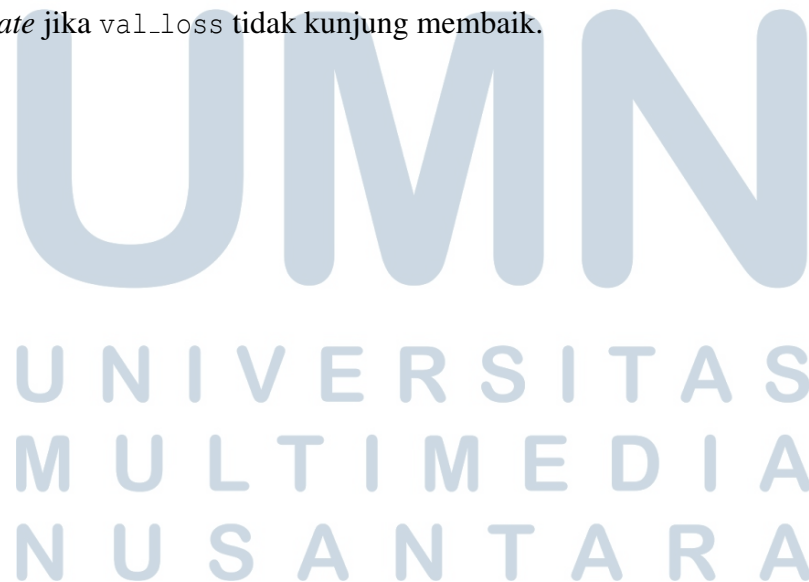 ate jika val_loss tidak kunjung membaik.
UMN
UNIVERSITAS
MULTIMEDIA
NUSANTARA